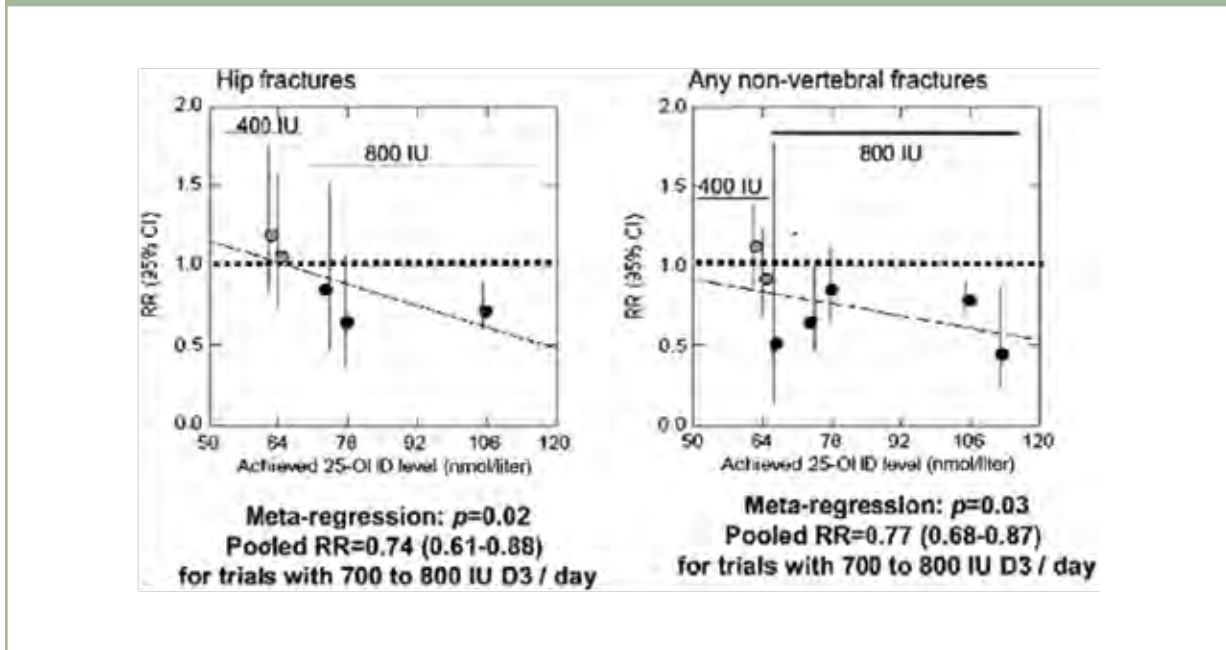 Hip fractures
2.0
1.5
1.0
0.5
0.0
RR (95% CI)
400 IU
800 IU
50
64
78
92
106
120
Achieved 25-OHD level (nmol/liter)
Meta-regression: p=0.02
Pooled RR=0.74 (0.61-0.88)
for trials with 700 to 800 IU D3 / day
Any non-vertebral fractures
2.0
1.5
1.0
0.5
0.0
RR (95% CI)
400 IU
800 IU
50
64
78
92
106
120
Achieved 25-OHD level (nmol/liter)
Meta-regression: p=0.03
Pooled RR=0.77 (0.68-0.87)
for trials with 700 to 800 IU D3 / day